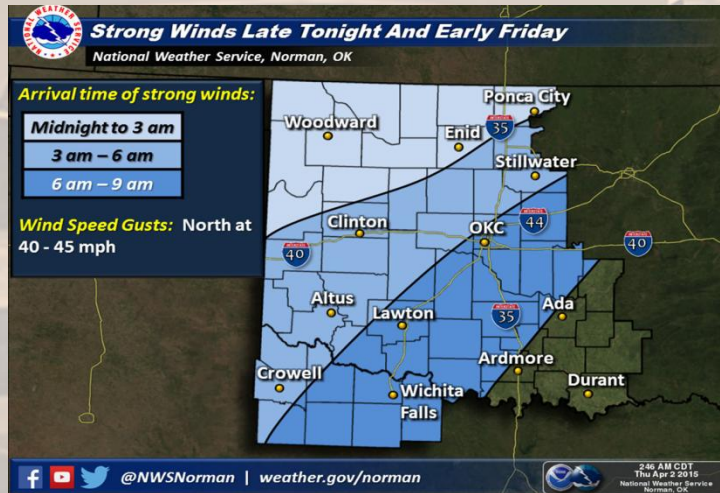 Strong Winds Late Tonight And Early Friday
National Weather Service, Norman, OK
Arrival time of strong winds:
Midnight to 3 am
3 am – 6 am
6 am – 9 am
Wind Speed Gusts: North at
40 - 45 mph
Ponca City
Woodward
Enid
35
Stillwater
Clinton
OKC
44
40
40
Altus
Lawton
35
Ada
Ardmore
Crowell
Wichita
Falls
Durant
@NWSNorman | weather.gov/norman
246 AM CDT
Thu Apr 2 2015
National Weather Service
Norman, OK